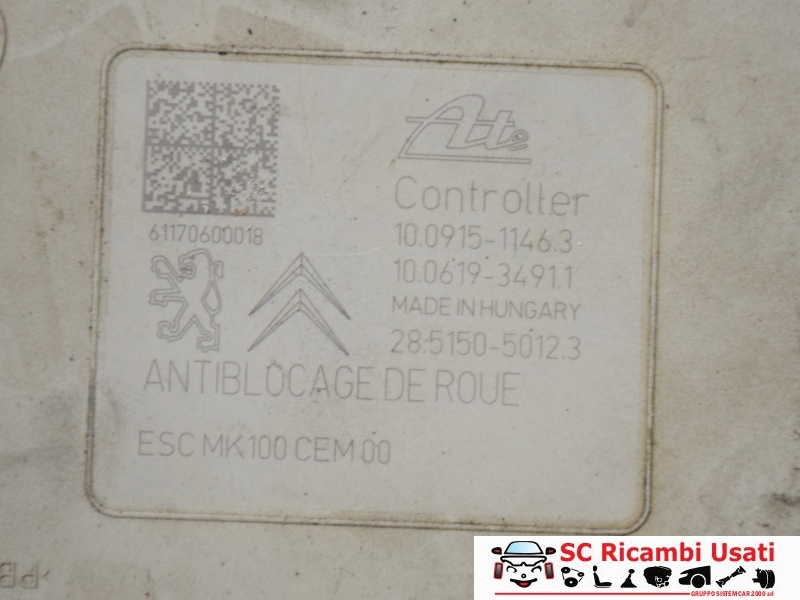 Ate
Controller
61170600018
10.0915-1146.3
10.0619-3491.1
MADE IN HUNGARY
28.5150-5012.3
ANTIBLOCAGE DE ROUE
ESC MK100 CEM 00
>PB
SC Ricambi Usati
GRUPPO SISTEMCAR 2000 srl